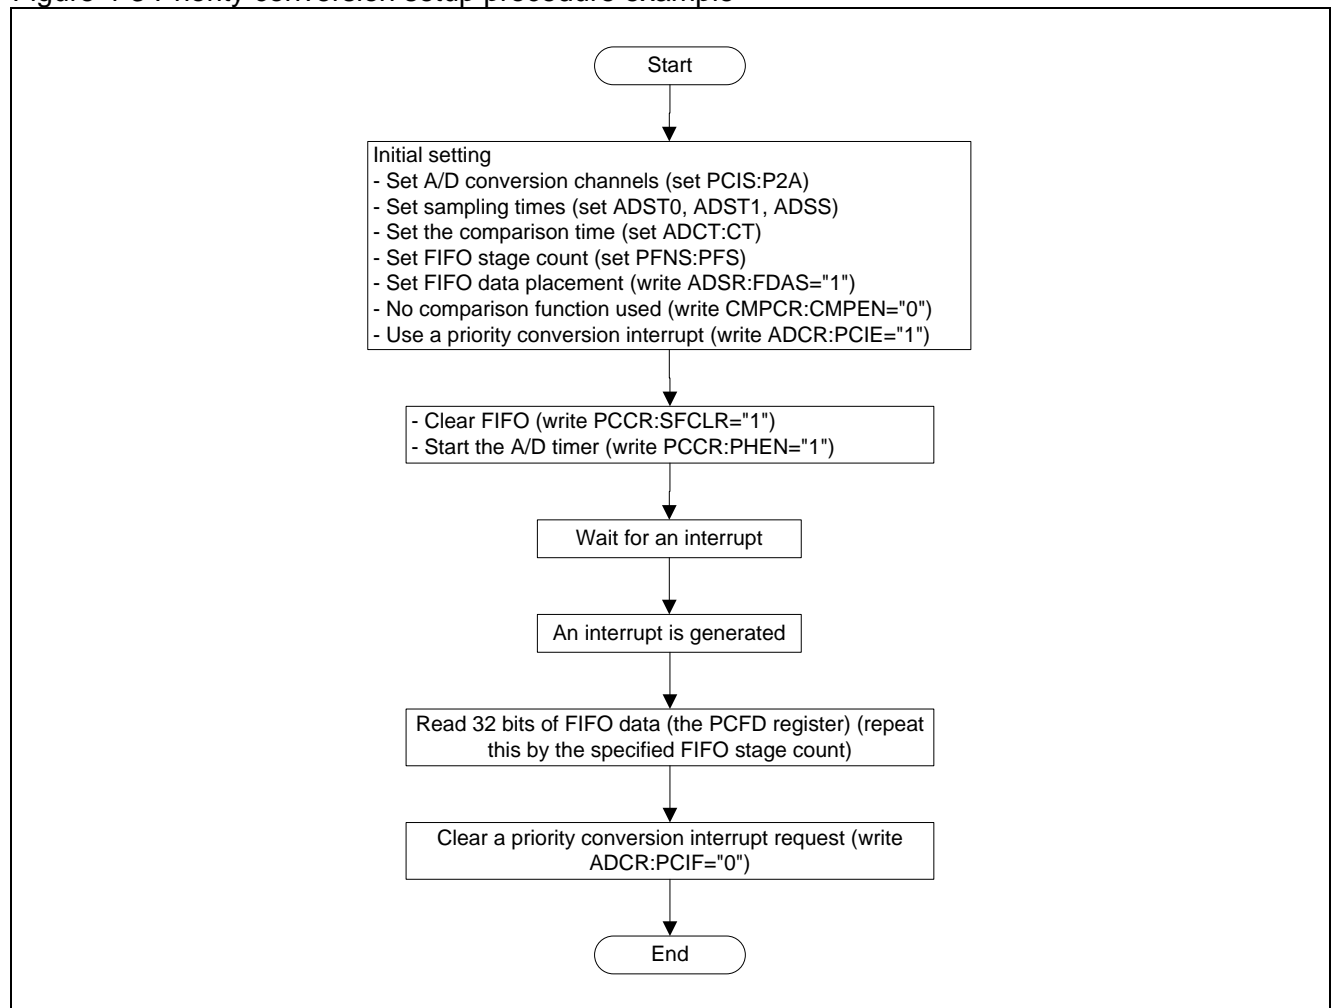 Start
Initial setting
- Set A/D conversion channels (set PCIS:P2A)
- Set sampling times (set ADST0, ADST1, ADSS)
- Set the comparison time (set ADCT:CT)
- Set FIFO stage count (set PFNS:PFS)
- Set FIFO data placement (write ADSR:FDAS="1")
- No comparison function used (write CMPCR:CMPEN="0")
- Use a priority conversion interrupt (write ADCR:PCIE="1")
- Clear FIFO (write PCCR:SFCLR="1")
- Start the A/D timer (write PCCR:PHEN="1")
Wait for an interrupt
An interrupt is generated
Read 32 bits of FIFO data (the PCFD register) (repeat
this by the specified FIFO stage count)
Clear a priority conversion interrupt request (write
ADCR:PCIF="0")
End